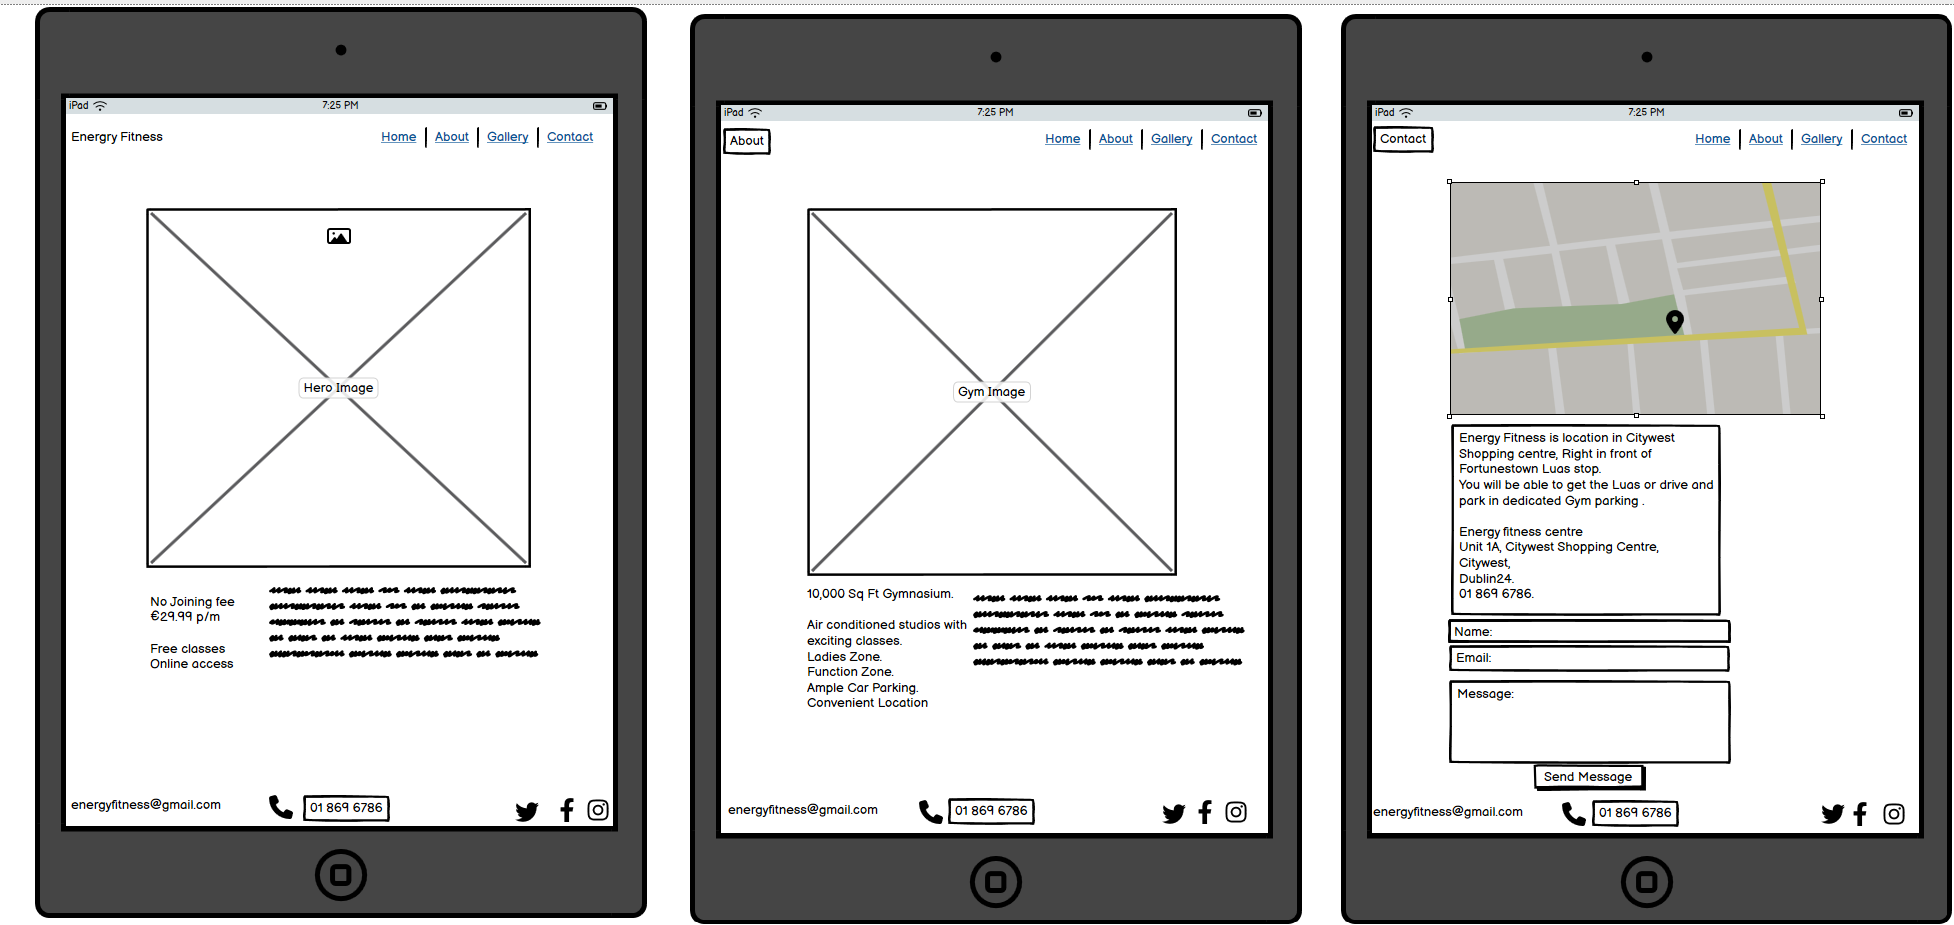 iPad
7:25 PM
Energry Fitness
Home
About
Gallery
Contact
Hero Image
No Joining fee
€29.99 p/m
Free classes
Online access
energyfitness@gmail.com
01 869 6786
iPad
7:25 PM
About
Home
About
Gallery
Contact
Gym Image
10,000 Sq Ft Gymnasium.
Air conditioned studios with
exciting classes.
Ladies Zone.
Function Zone.
Ample Car Parking.
Convenient Location
energyfitness@gmail.com
01 869 6786
iPad
7:25 PM
Contact
Home
About
Gallery
Contact
Energy Fitness is location in Citywest
Shopping centre, Right in front of
Fortunestown Luas stop.
You will be able to get the Luas or drive and
park in dedicated Gym parking .
Energy fitness centre
Unit 1A, Citywest Shopping Centre,
Citywest,
Dublin24.
01 869 6786.
Name:
Email:
Message:
Send Message
energyfitness@gmail.com
01 869 6786